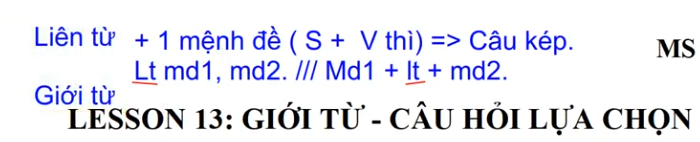 Liên từ + 1 mệnh đề ( S + V thì) => Câu kép.
MS
Lt md1, md2. /// Md1 + lt + md2.
Giới từ
LESSON 13: GIỚI TỪ - CÂU HỎI LỰA CHỌN